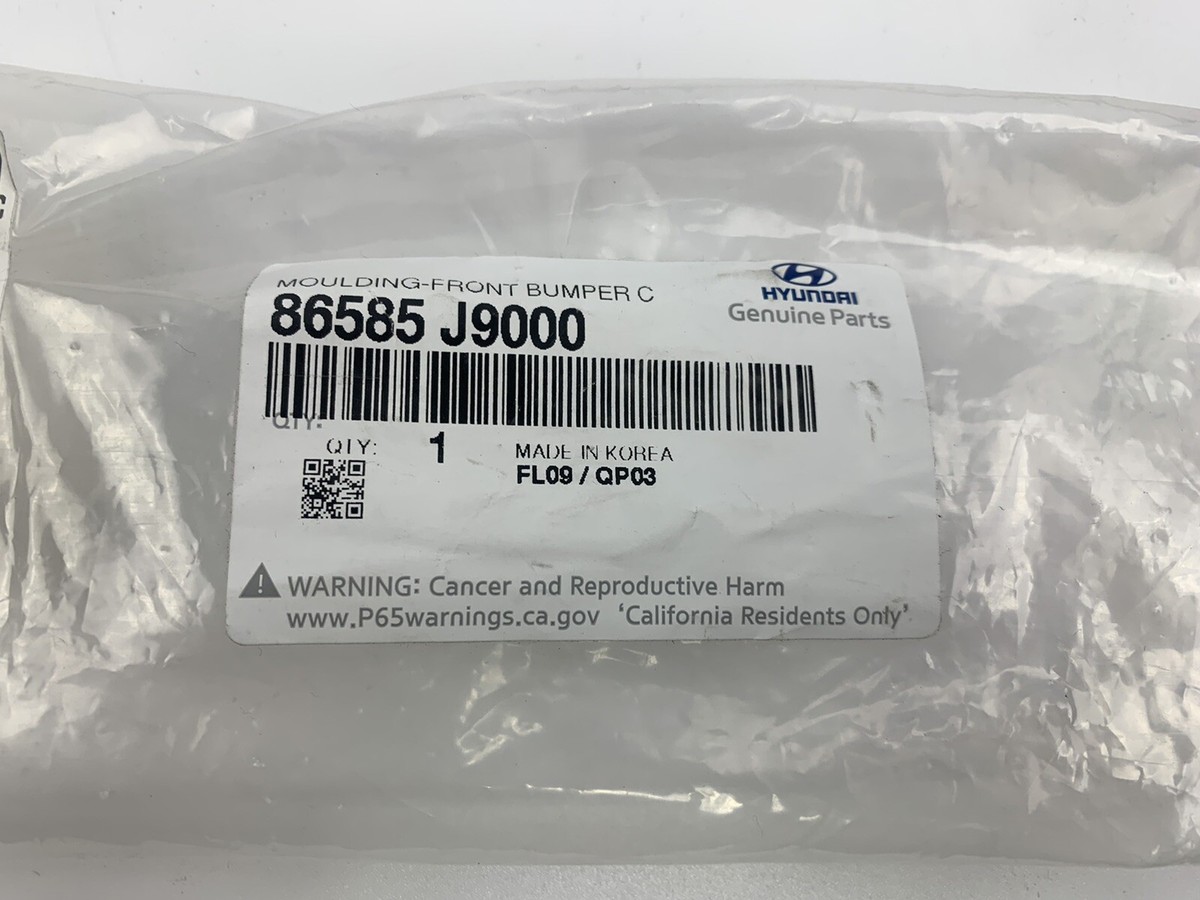 MOULDING-FRONT BUMPER C
86585 J9000
HYUNDAI
Genuine Parts
QTY:
QTY: 1
MADE IN KOREA
FL09 / QP03
WARNING: Cancer and Reproductive Harm
www.P65warnings.ca.gov ‘California Residents Only’